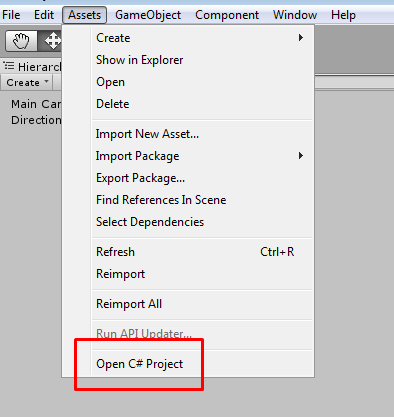 File Edit Assets GameObject Component Window Help
Create
Show in Explorer
Open
Delete
Import New Asset...
Import Package
Export Package...
Find References In Scene
Select Dependencies
Refresh Ctrl+R
Reimport
Reimport All
Run API Updater...
Open C# Project
Hierarc
Create
Main Car
Direction